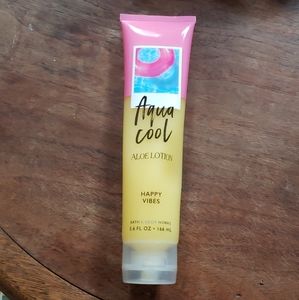 Aqua
cool
ALOE LOTION
HAPPY
VIBES
BATH & BODY WORKS
5.6 FL OZ • 166 mL